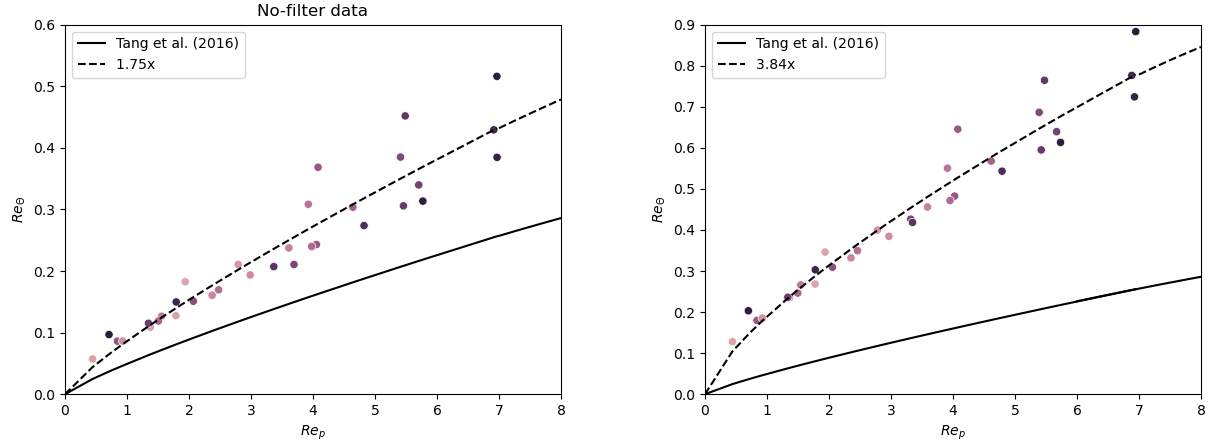 No-filter data
0.6
0.5
0.4
0.3
0.2
0.1
0.0
Re_Θ
Tang et al. (2016)
1.75x
0 1 2 3 4 5 6 7 8
Re_p
0.9
0.8
0.7
0.6
0.5
0.4
0.3
0.2
0.1
0.0
Re_Θ
Tang et al. (2016)
3.84x
0 1 2 3 4 5 6 7 8
Re_p